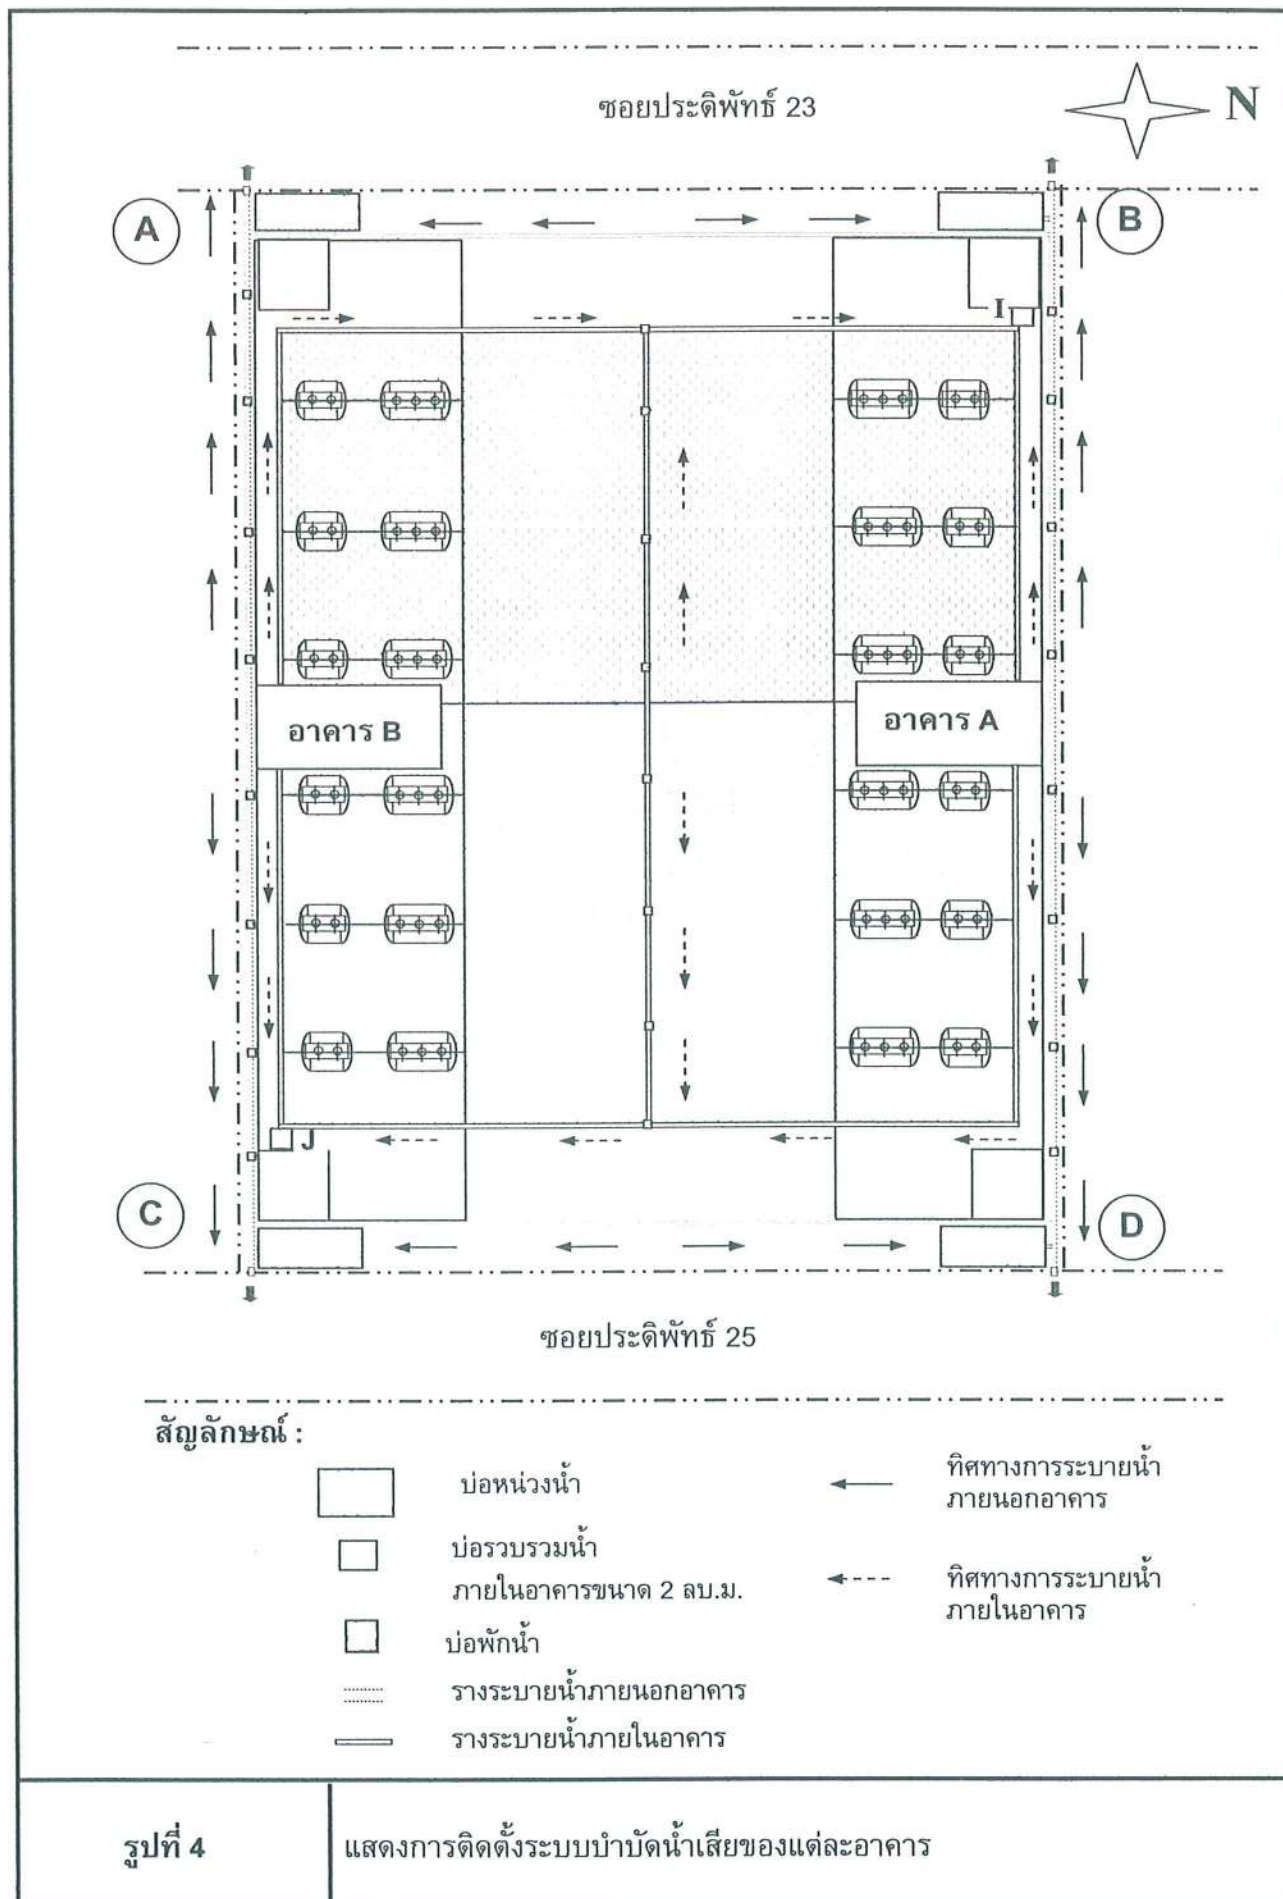 ซอยประดิพัทธ์ 23
N
A
B
I
อาคาร B
อาคาร A
J
C
D
ซอยประดิพัทธ์ 25
สัญลักษณ์ :
บ่อหน่วงน้ำ
บ่อรวบรวมน้ำ
ภายในอาคารขนาด 2 ลบ.ม.
บ่อพักน้ำ
รางระบายน้ำภายนอกอาคาร
รางระบายน้ำภายในอาคาร
ทิศทางการระบายน้ำ
ภายนอกอาคาร
ทิศทางการระบายน้ำ
ภายในอาคาร
รูปที่ 4
แสดงการติดตั้งระบบบำบัดน้ำเสียของแต่ละอาคาร